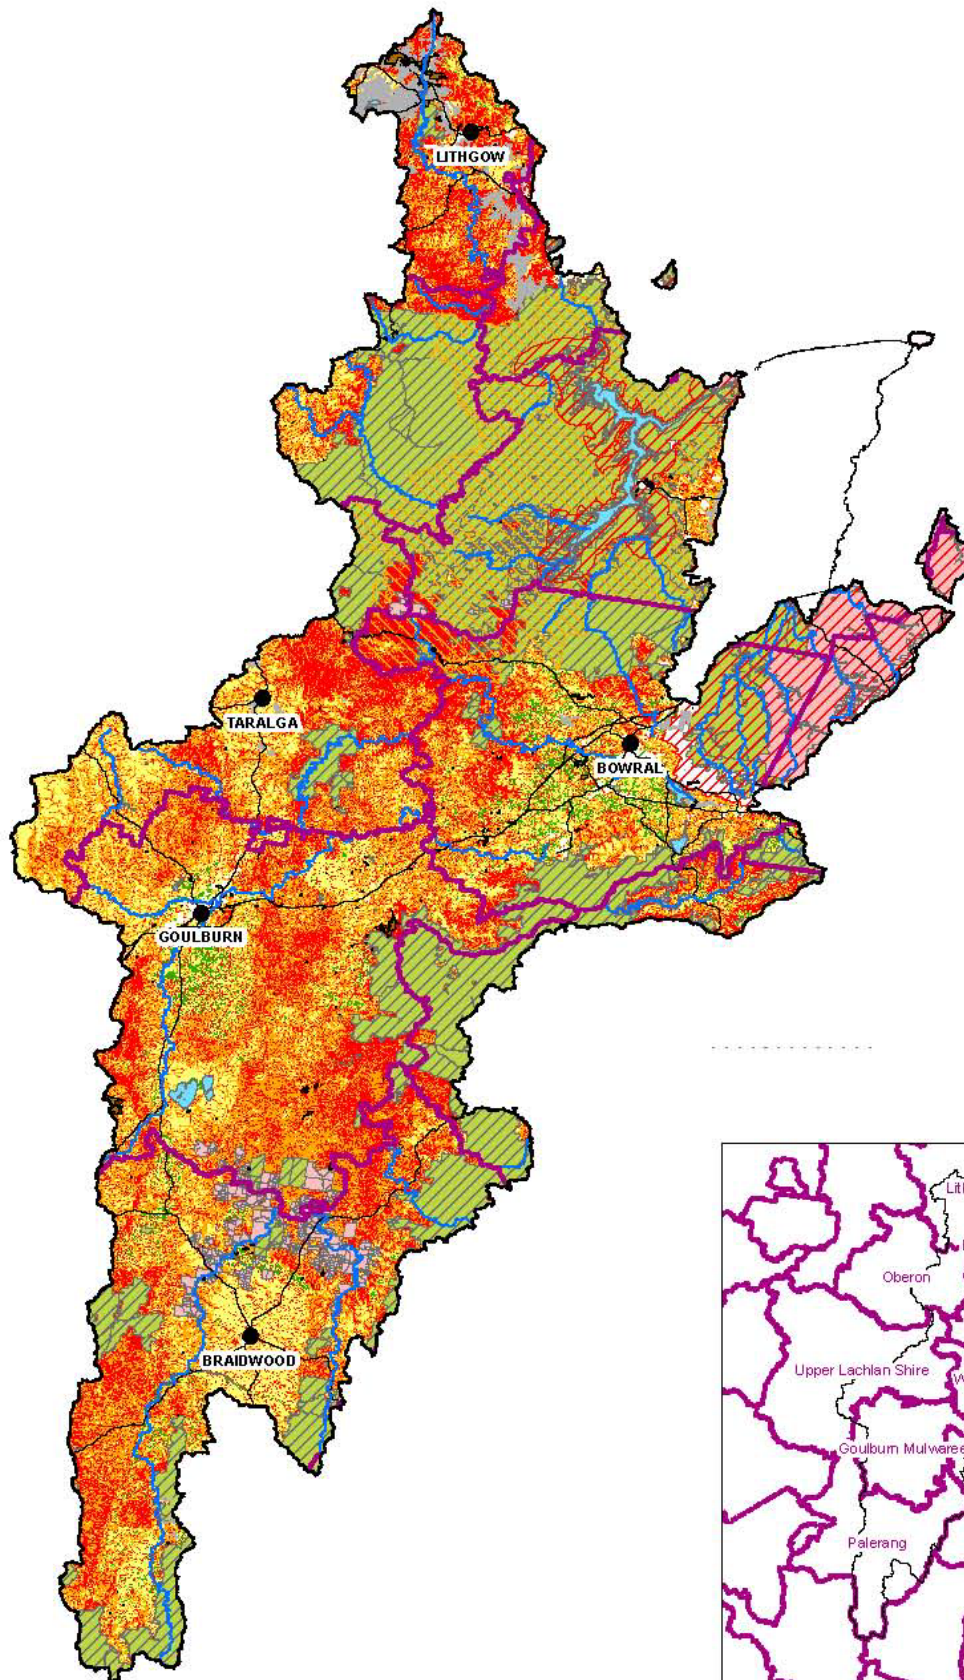 LITHGOW
TARALGA
BOWRAL
GOULBURN
BRAIDWOOD
Oberon
Upper Lachlan Shire
Goulburn Mulwaree
Palerang